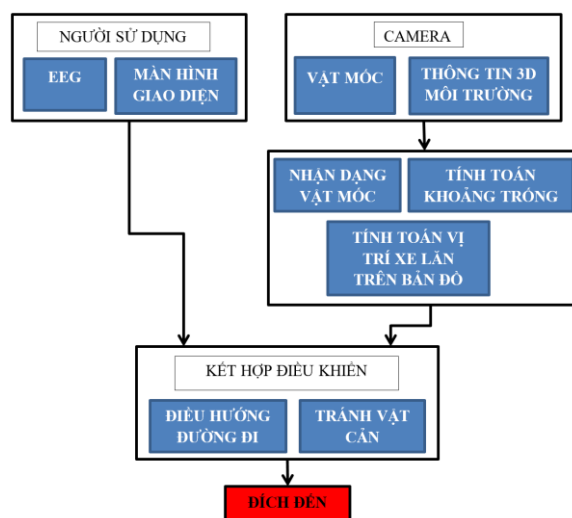 NGƯỜI SỬ DỤNG
EEG
MÀN HÌNH
GIAO DIỆN
CAMERA
VẬT MỐC
THÔNG TIN 3D
MÔI TRƯỜNG
NHẬN DẠNG
VẬT MỐC
TÍNH TOÁN
KHOẢNG TRỐNG
TÍNH TOÁN VỊ
TRÍ XE LĂN
TRÊN BẢN ĐỒ
KẾT HỢP ĐIỀU KHIỂN
ĐIỀU HƯỚNG
ĐƯỜNG ĐI
TRÁNH VẬT
CẢN
ĐÍCH ĐẾN